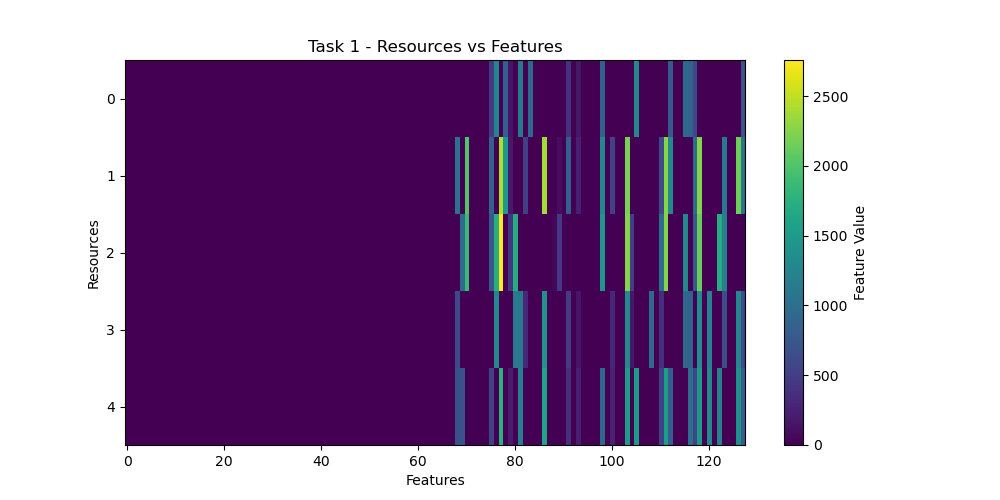 Task 1 - Resources vs Features
Resources
0
1
2
3
4
0 20 40 60 80 100 120
Features
2500
2000
1500
1000
500
0
Feature Value